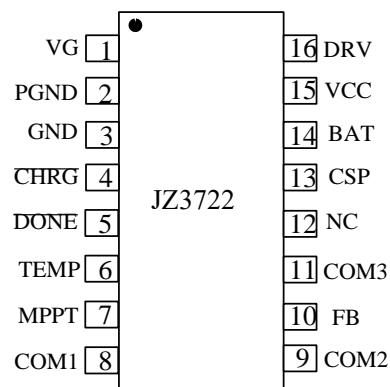 VG 1 16 DRV
PGND 2 15 VCC
GND 3 14 BAT
CHRG 4 13 CSP
JZ3722
DONE 5 12 NC
TEMP 6 11 COM3
MPPT 7 10 FB
COM1 8 9 COM2